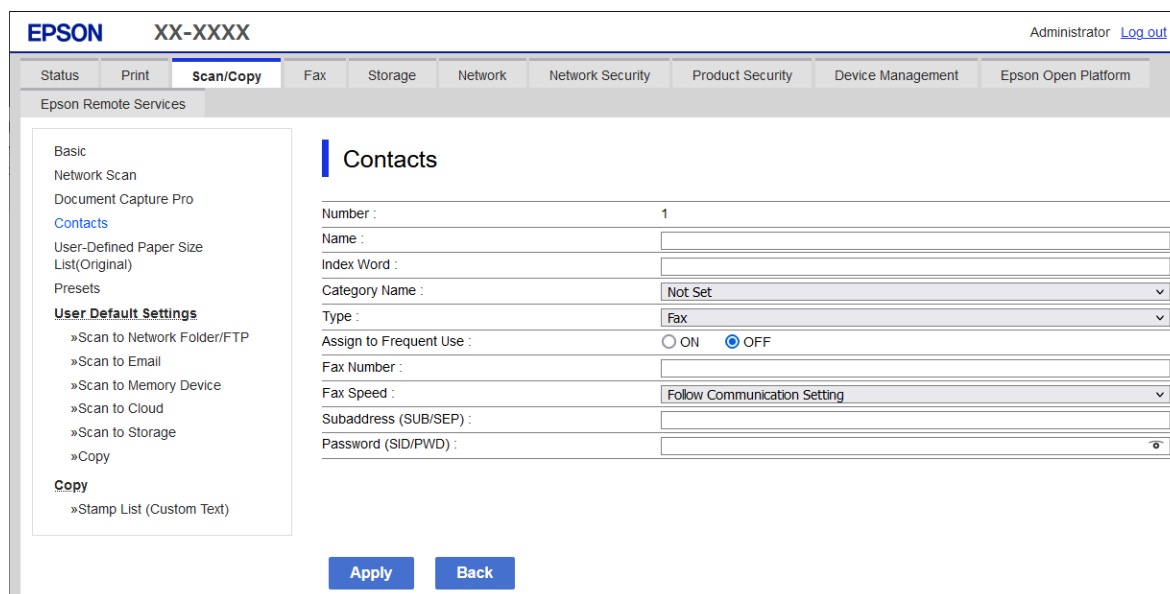 EPSON XX-XXXX Administrator Log out
Status Print Scan/Copy Fax Storage Network Network Security Product Security Device Management Epson Open Platform
Epson Remote Services
Basic
Network Scan
Document Capture Pro
Contacts
User-Defined Paper Size
List(Original)
Presets
User Default Settings
»Scan to Network Folder/FTP
»Scan to Email
»Scan to Memory Device
»Scan to Cloud
»Scan to Storage
»Copy
Copy
»Stamp List (Custom Text)
Contacts
Number : 1
Name :
Index Word :
Category Name : Not Set
Type : Fax
Assign to Frequent Use : ON OFF
Fax Number :
Fax Speed : Follow Communication Setting
Subaddress (SUB/SEP) :
Password (SID/PWD) :
Apply Back